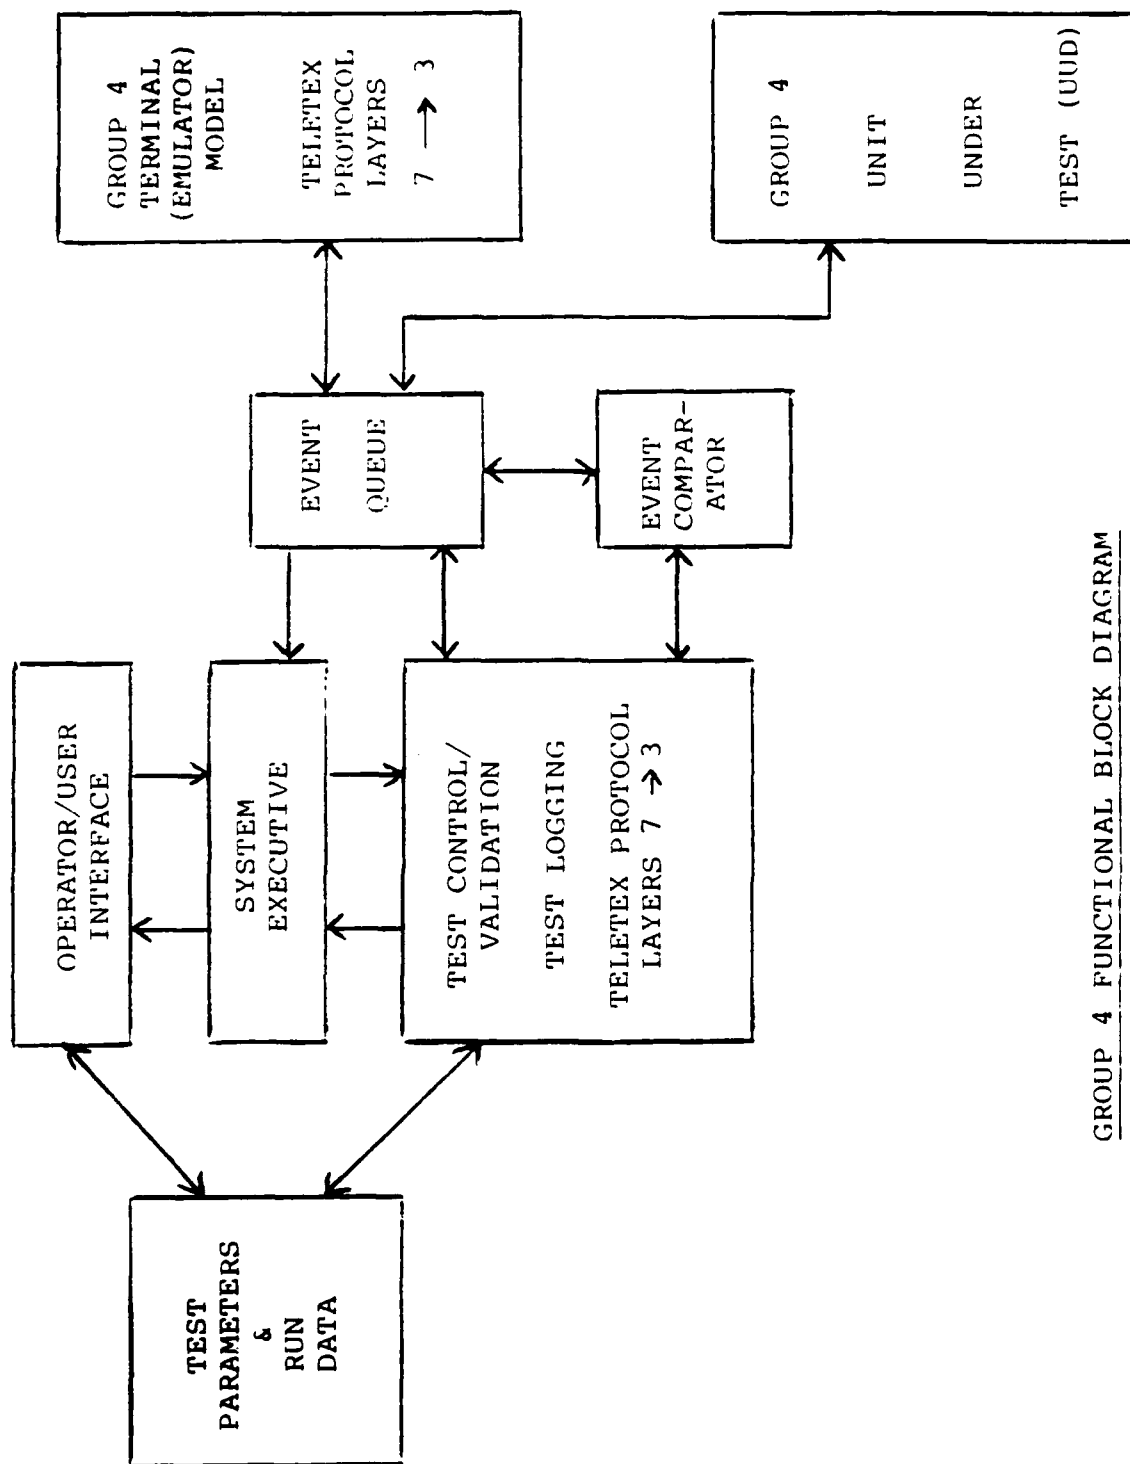 TEST
PARAMETERS
&
RUN
DATA
OPERATOR/USER
INTERFACE
SYSTEM
EXECUTIVE
TEST CONTROL/
VALIDATION
TEST LOGGING
TELETEX PROTOCOL
LAYERS 7 → 3
EVENT
QUEUE
EVENT
COMPAR-
ATOR
GROUP 4
TERMINAL
(EMULATOR)
MODEL
TELETEX
PROTOCOL
LAYERS
7 → 3
GROUP 4
UNIT
UNDER
TEST (UUD)
GROUP 4 FUNCTIONAL BLOCK DIAGRAM